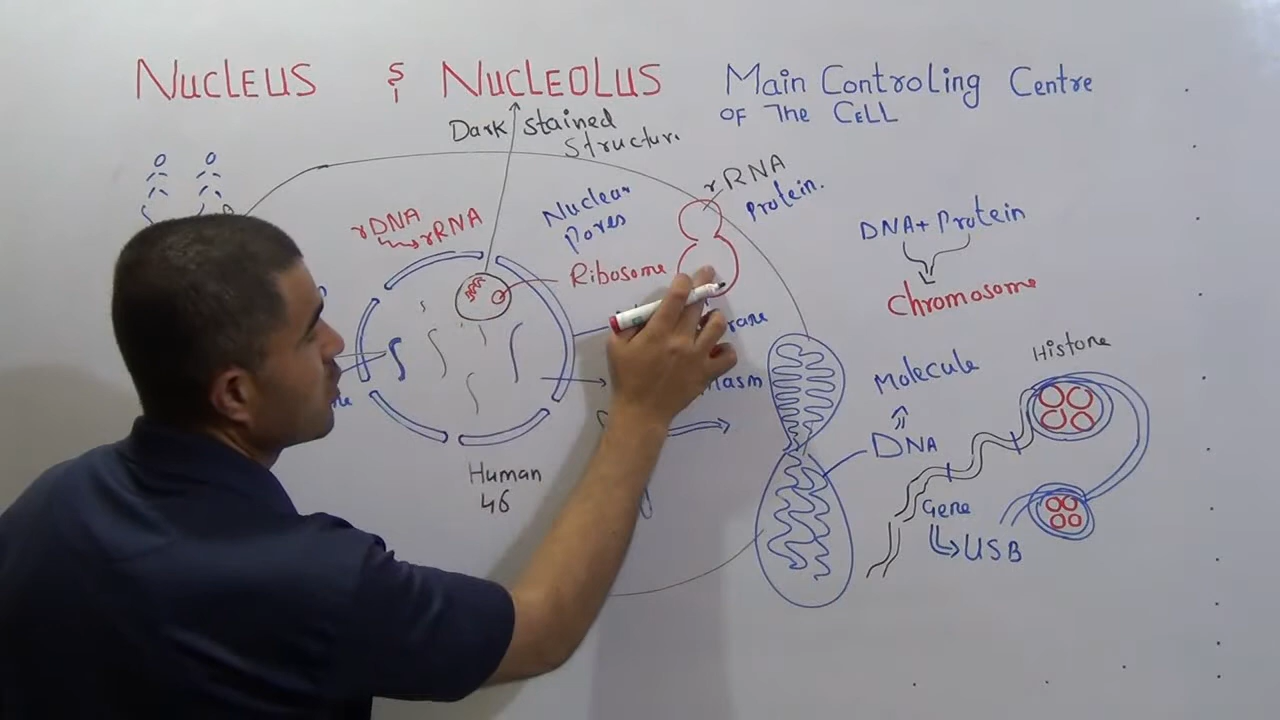 NUCLEUS & NUCLEOLUS
Main Controling Centre
OF The CELL
Dark stained
Structure
rRNA
Protein.
Nuclear
Pores
rDNA
rRNA
Ribosome
DNA + Protein
Chromosome
Histone
Molecule
DNA
Gene
USB
Human
46